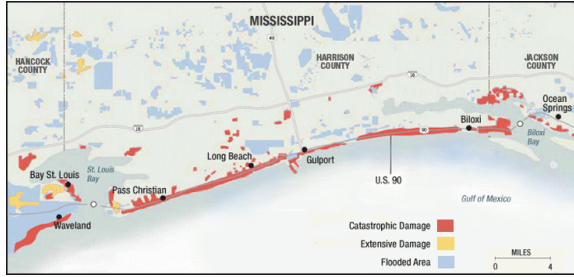 MISSISSIPPI
49
HANCOCK
COUNTY
HARRISON
COUNTY
JACKSON
COUNTY
10
Ocean
Springs
10
Biloxi
90
Biloxi
Bay
Long Beach
Gulport
St. Louis
Bay
Bay St. Louis
Pass Christian
U.S. 90
Gulf of Mexico
Waveland
Catastrophic Damage
Extensive Damage
Flooded Area
MILES
0 4